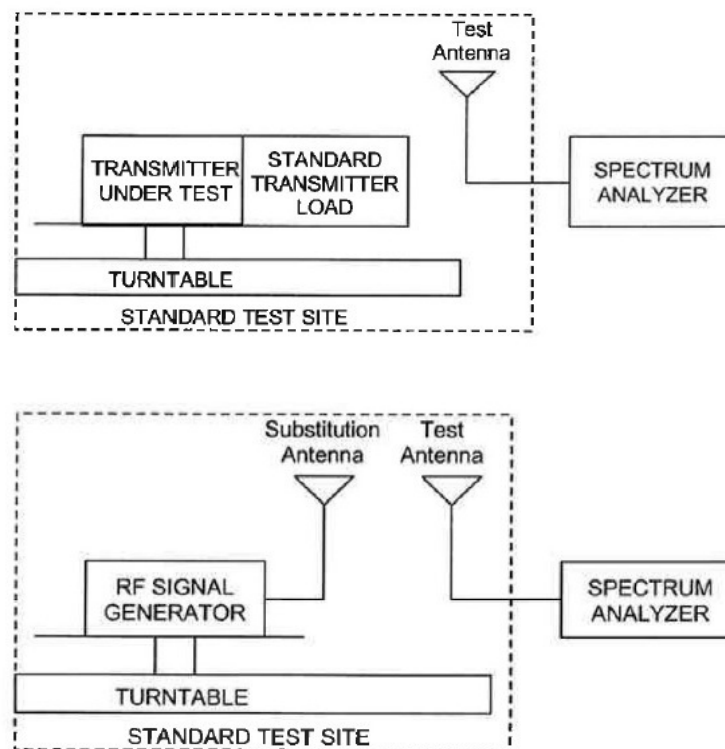 Test
Antenna
TRANSMITTER
UNDER TEST
STANDARD
TRANSMITTER
LOAD
SPECTRUM
ANALYZER
TURNTABLE
STANDARD TEST SITE
Substitution
Antenna
Test
Antenna
RF SIGNAL
GENERATOR
SPECTRUM
ANALYZER
TURNTABLE
STANDARD TEST SITE